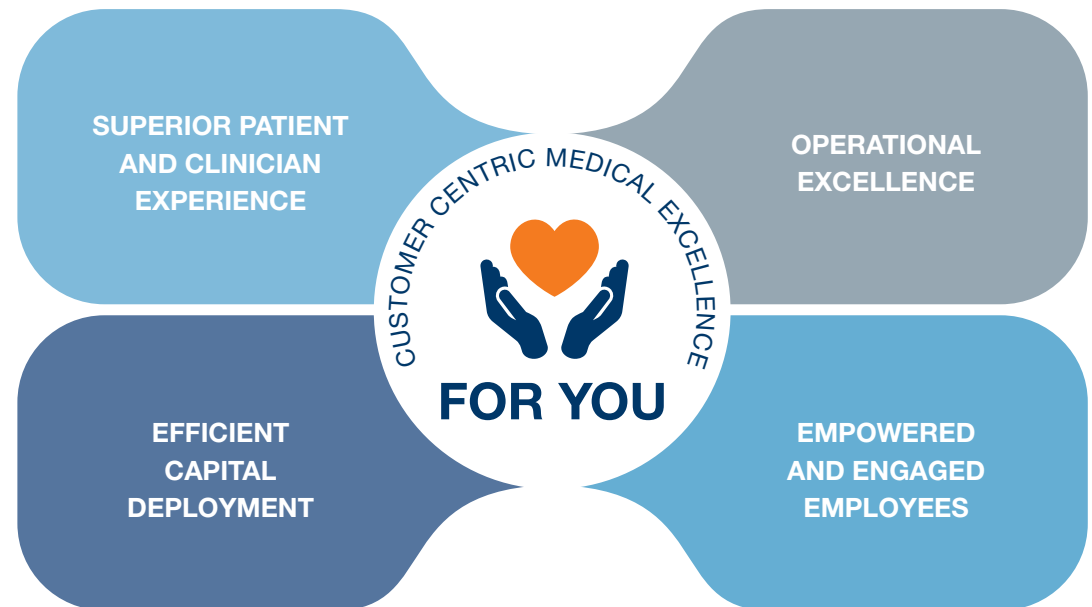 SUPERIOR PATIENT
AND CLINICIAN
EXPERIENCE
OPERATIONAL
EXCELLENCE
CUSTOMER CENTRIC MEDICAL EXCELLENCE
FOR YOU
EFFICIENT
CAPITAL
DEPLOYMENT
EMPOWERED
AND ENGAGED
EMPLOYEES